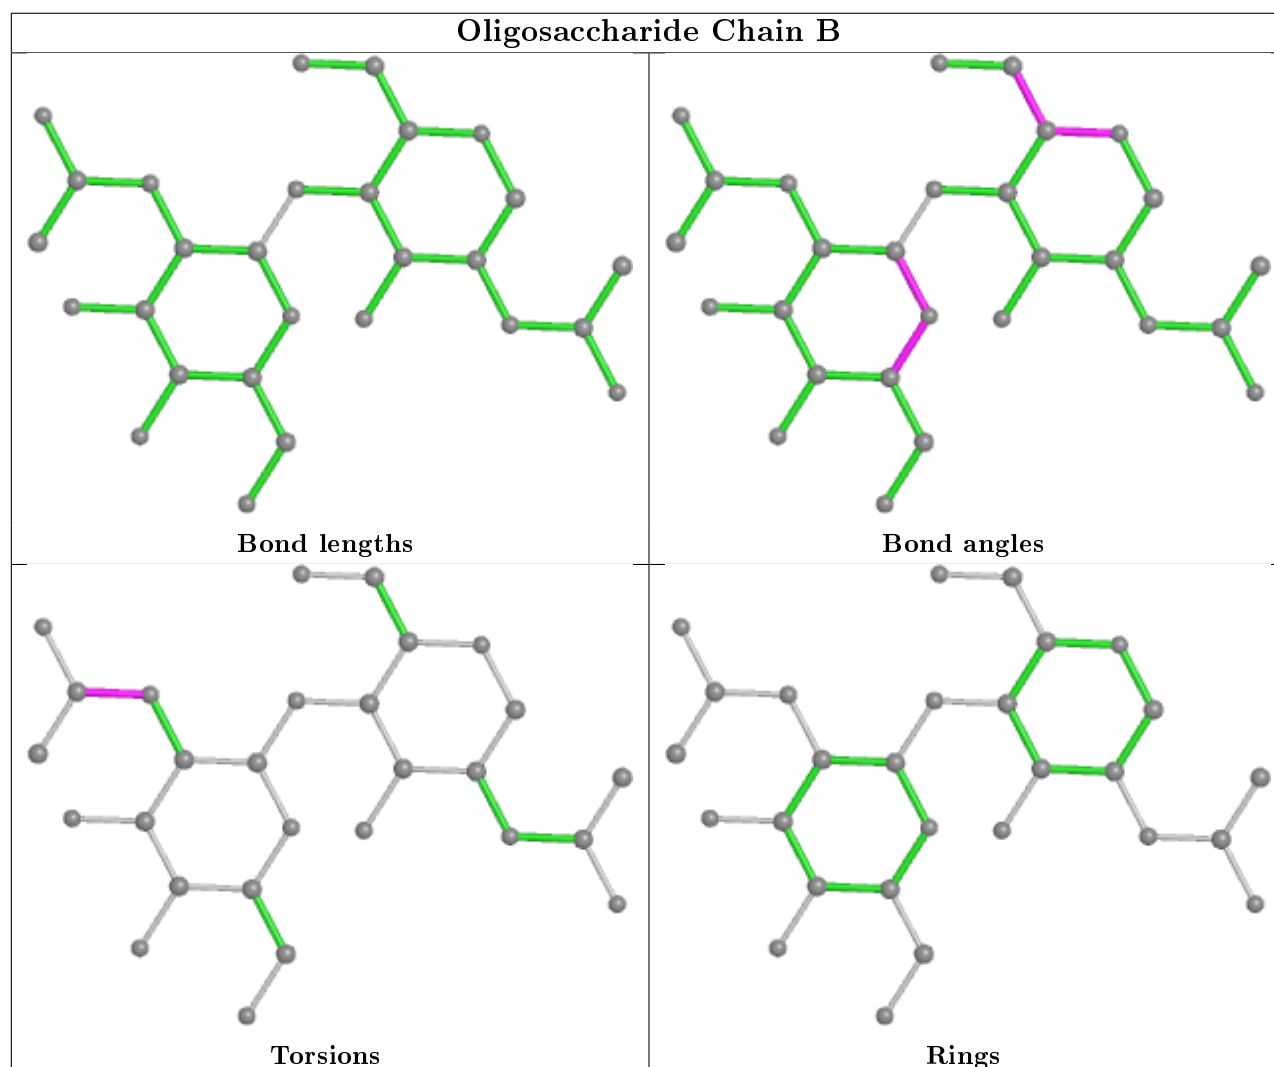 Oligosaccharide Chain B
Bond lengths
Bond angles
Torsions
Rings